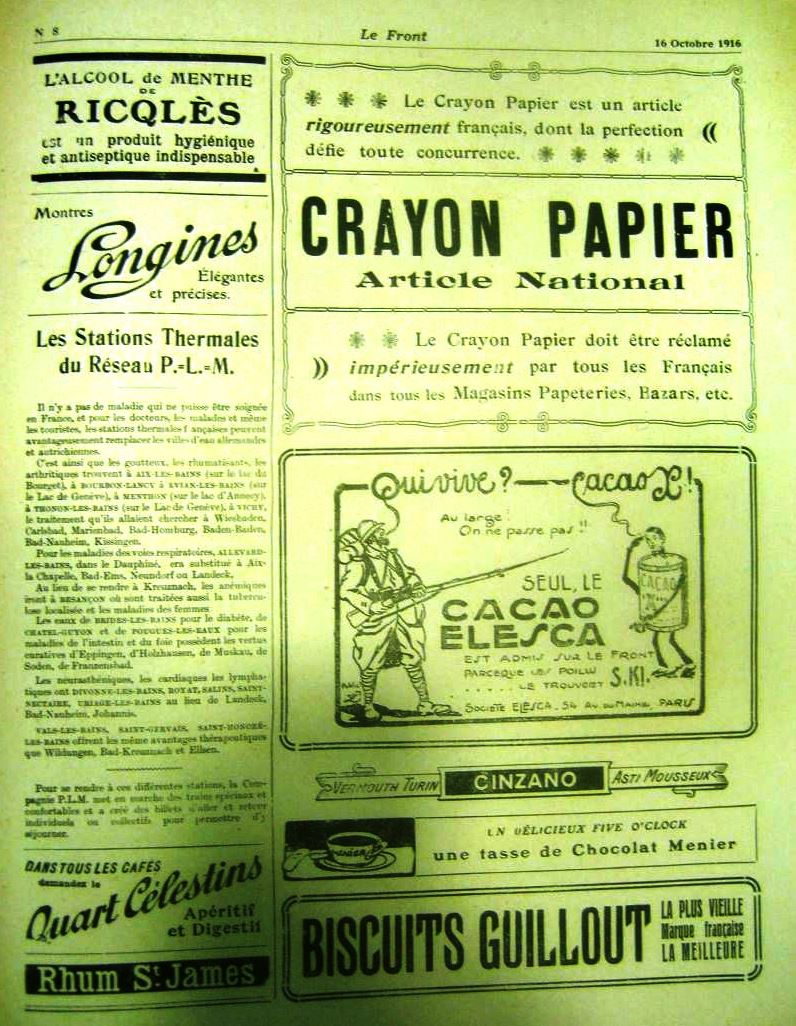 N 8
Le Front
16 Octobre 1916
L'ALCOOL de MENTHE
DE
RICQLÈS
est un produit hygiénique
et antiseptique indispensable
Montres
Longines
Élégantes
et précises.
Les Stations Thermales
du Réseau P.=L.=M.
Il n'y a pas de maladie qui ne puisse être soignée
en France, et pour les docteurs, les malades et même
les touristes, les stations thermales f ançaises peuvent
avantageusement remplacer les villes d'eau allemandes
et autrichiennes.
C'est ainsi que les goutteux, les rhumatisants, les
arthritiques trouvent à AIX-LES-BAINS (sur le lac du
Bourget), à BOURBON-LANCY à EVIAN-LES-BAINS (sur
le Lac de Genève), à MENTHON (sur le lac d'Annecy),
à THONON-LES-BAINS (sur le Lac de Genève), à VICHY,
le traitement qu'ils allaient chercher à Wiesbaden,
Carlsbad, Marienbad, Bad-Homburg, Baden-Baden,
Bad-Nauheim, Kissingen.
Pour les maladies des voies respiratoires, ALLEVARD-
LES-BAINS, dans le Dauphiné, era substitué à Aix-
la Chapelle, Bad-Ems, Neundorf ou Landeck.
Au lieu de se rendre à Kreuznach, les anémiques
iront à BESANÇON où sont traitées aussi la tubercu-
lose localisée et les maladies des femmes
Les eaux de BRIDES-LES-BAINS pour le diabète, de
CHATEL-GUYON et de POUGUES-LES-EAUX pour les
maladies de l'intestin et du foie possèdent les vertus
curatives d'Eppingen, d'Holzhausen, de Muskau, de
Soden, de Franzensbad.
Les neurasthéniques, les cardiaques les lympha-
tiques ont DIVONNE-LES-BAINS, ROYAT, SALINS, SAINT-
NECTAIRE, URIAGE-LES-BAINS au lieu de Landeck,
Bad-Nauheim, Johannis.
VALS-LES-BAINS, SAINT-GERVAIS, SAINT-HONORÉ-
LES-BAINS offrent les même avantages thérapeutiques
que Wildungen, Bad-Kreuznach et Eilsen.
Pour se rendre à ces différentes stations, la Com-
pagnie P.L.M. met en marche des trains spéciaux et
confortables et a créé des billets d'aller et retour
individuels ou collectifs pour permettre d'y
séjourner.
DANS TOUS LES CAFÉS
demandez le
Quart Célestins
Apéritif
et Digestif
Rhum St James
Le Crayon Papier est un article
rigoureusement français, dont la perfection
défie toute concurrence.
CRAYON PAPIER
Article National
Le Crayon Papier doit être réclamé
impérieusement par tous les Français
dans tous les Magasins Papeteries, Bazars, etc.
Qui vive? — Cacao L!
Au large!
On ne passe pas!!
CACAO
SEUL, LE
CACAO
ELESCA
EST ADMIS SUR LE FRONT
PARCEQUE LES POILU
...... LE TROUVENT S.KI.
SOCIÉTÉ ELESCA. 54 AV. DU MAINE PARIS
VERMOUTH TURIN CINZANO ASTI MOUSSEUX
UN DÉLICIEUX FIVE O'CLOCK
une tasse de Chocolat Menier
BISCUITS GUILLOUT
LA PLUS VIEILLE
Marque française
LA MEILLEURE